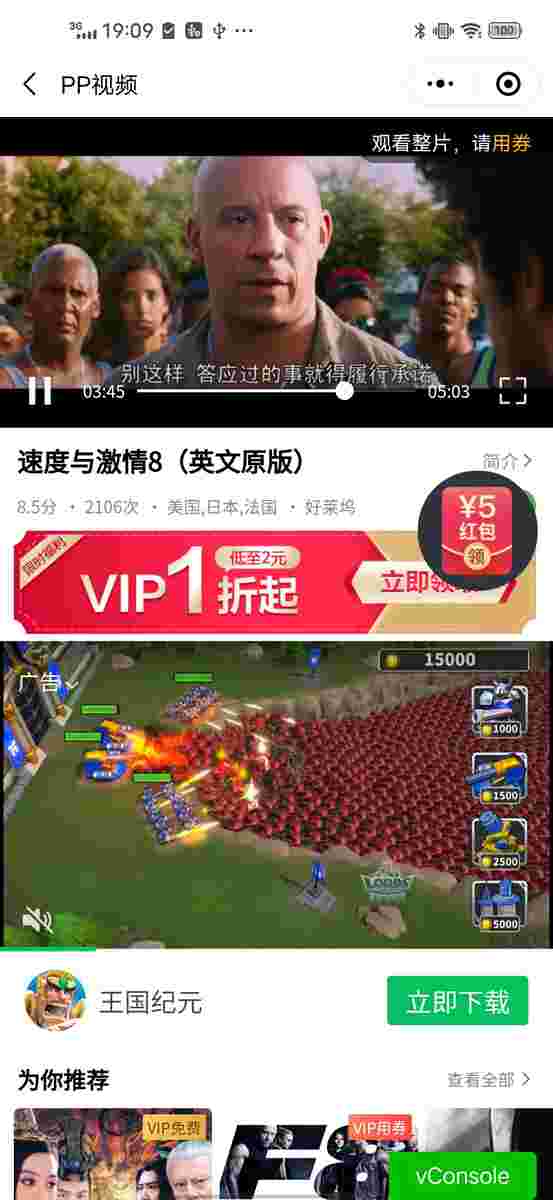 3G 19:09 100
PP视频
观看整片，请用券
别这样 答应过的事就得履行承诺
03:45 05:03
速度与激情8（英文原版）
简介
8.5分 · 2106次 · 美国,日本,法国 · 好莱坞
¥5
红包
领
限时福利
VIP1折起
低至2元
立即领
广告
15000
1000
1500
2500
5000
LORDS
王国纪元
立即下载
为你推荐
查看全部
VIP免费
VIP用券
F8
vConsole